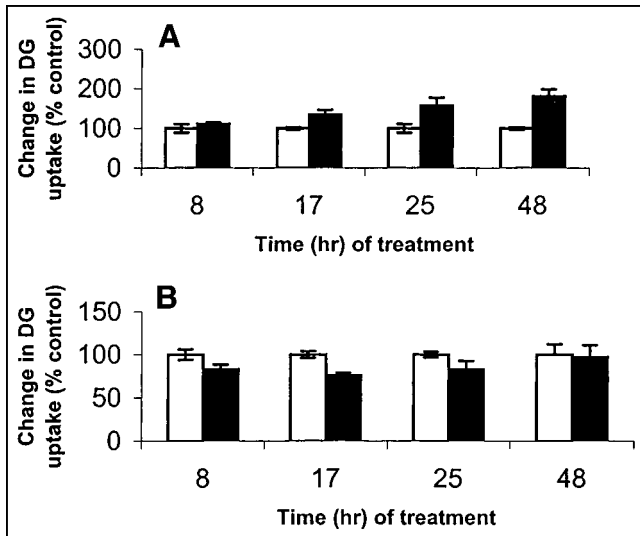 A
Change in DG
uptake (% control)
300
200
100
0
8 17 25 48
Time (hr) of treatment
B
Change in DG
uptake (% control)
150
100
50
0
8 17 25 48
Time (hr) of treatment